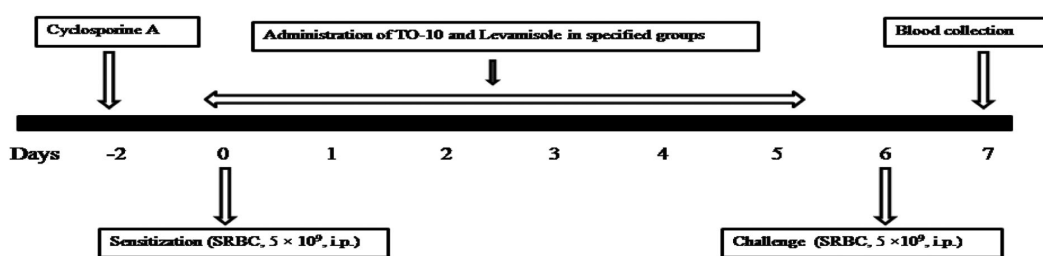 Cyclosporine A
Administration of TO-10 and Levamisole in specified groups
Blood collection
Days -2 0 1 2 3 4 5 6 7
Sensitization (SRBC, 5 × 10⁹, i.p.)
Challenge (SRBC, 5 ×10⁹, i.p.)